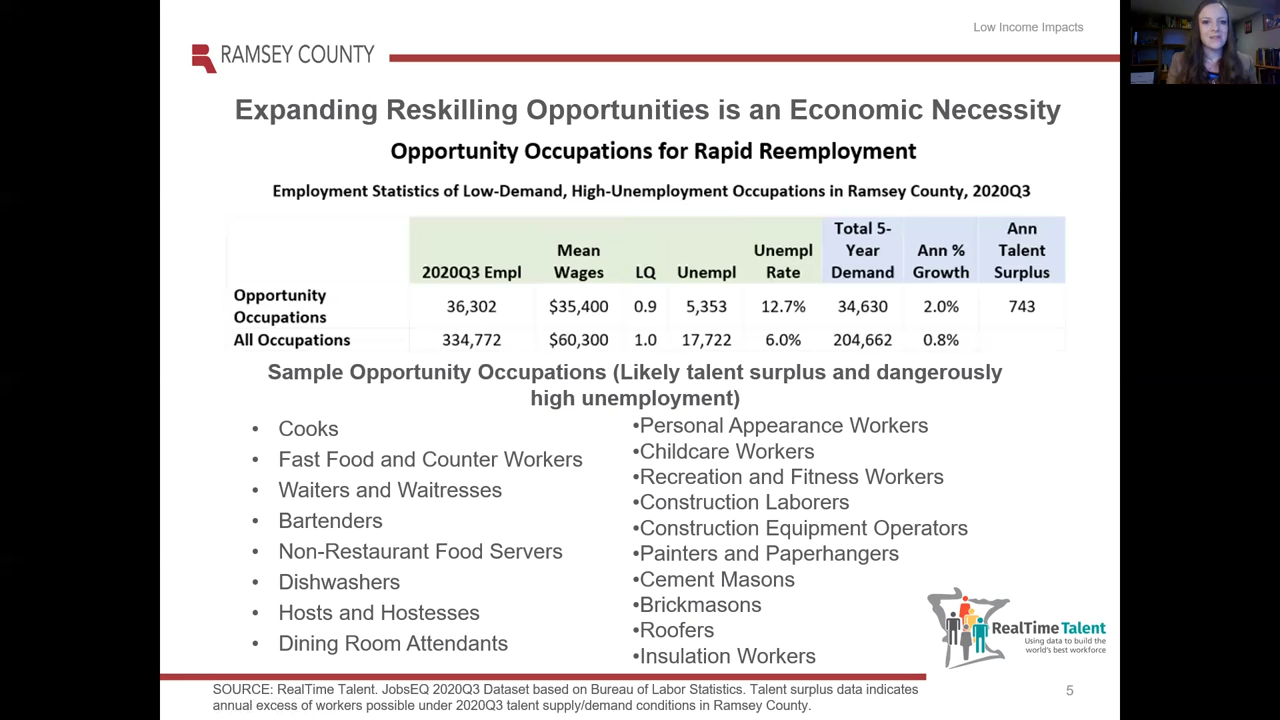 Low Income Impacts
RAMSEY COUNTY
Expanding Reskilling Opportunities is an Economic Necessity
Opportunity Occupations for Rapid Reemployment
Employment Statistics of Low-Demand, High-Unemployment Occupations in Ramsey County, 2020Q3
2020Q3 Empl Mean Wages LQ Unempl Unempl Rate Total 5-Year Demand Ann % Growth Ann Talent Surplus
Opportunity Occupations 36,302 $35,400 0.9 5,353 12.7% 34,630 2.0% 743
All Occupations 334,772 $60,300 1.0 17,722 6.0% 204,662 0.8%
Sample Opportunity Occupations (Likely talent surplus and dangerously
high unemployment)
• Cooks
• Fast Food and Counter Workers
• Waiters and Waitresses
• Bartenders
• Non-Restaurant Food Servers
• Dishwashers
• Hosts and Hostesses
• Dining Room Attendants
•Personal Appearance Workers
•Childcare Workers
•Recreation and Fitness Workers
•Construction Laborers
•Construction Equipment Operators
•Painters and Paperhangers
•Cement Masons
•Brickmasons
•Roofers
•Insulation Workers
RealTime Talent
Using data to build the
world's best workforce
SOURCE: RealTime Talent. JobsEQ 2020Q3 Dataset based on Bureau of Labor Statistics. Talent surplus data indicates
annual excess of workers possible under 2020Q3 talent supply/demand conditions in Ramsey County.
5